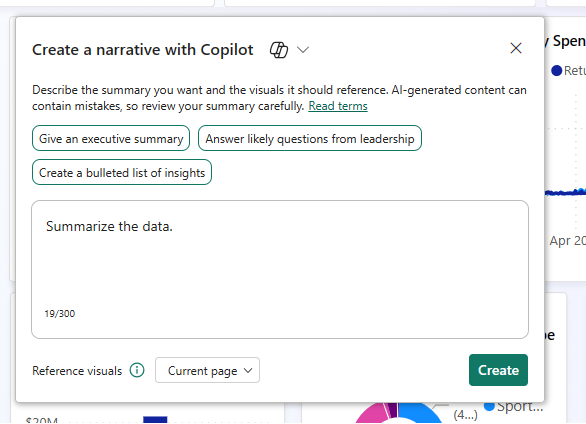 Create a narrative with Copilot
y Spen
Retu
Describe the summary you want and the visuals it should reference. AI-generated content can
contain mistakes, so review your summary carefully. Read terms
Give an executive summary
Answer likely questions from leadership
Create a bulleted list of insights
Summarize the data.
Apr 20
19/300
Reference visuals
Current page
Create
$20M
(4...)
Sport...